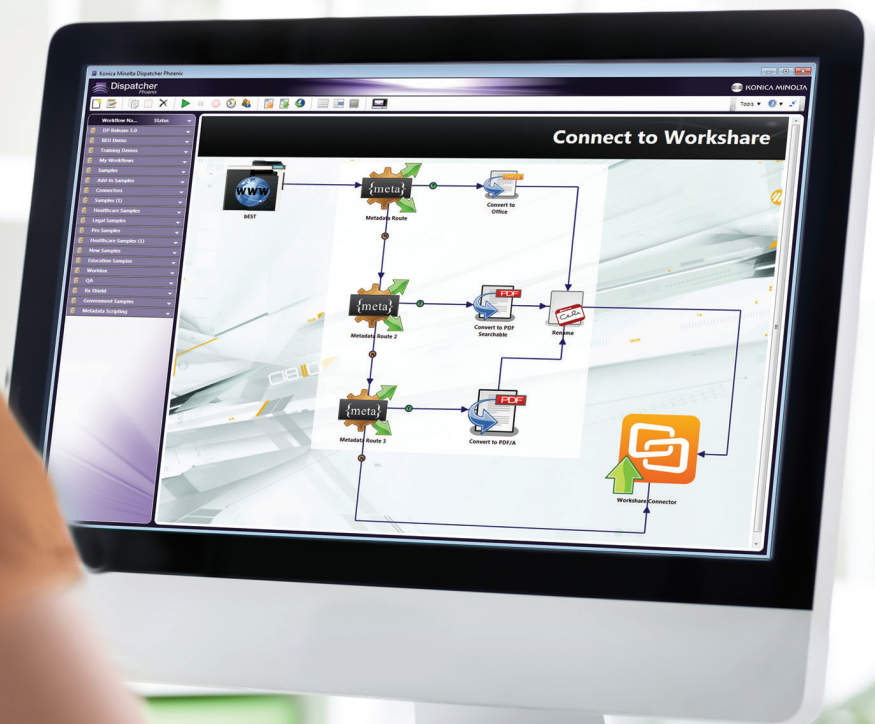 Konica Minolta Dispatcher Phoenix
Dispatcher
Phoenix
KONICA MINOLTA
Tools
Workflow Na... Status
DP Release 5.0
BEU Demo
Training Demos
My Workflows
Samples
Add-In Samples
Connectors
Samples (1)
Healthcare Samples
Legal Samples
Pro Samples
Healthcare Samples (1)
New Samples
Education Samples
Worldox
QA
Rx Shield
Government Samples
Metadata Scripting
Convert to Workshare
WWW
bEST
{meta}
Metadata Route
Convert to
Office
{meta}
Metadata Route 2
PDF
Convert to PDF
Searchable
Rename
{meta}
Metadata Route 3
PDF
Convert to PDF/A
Workshare Connector